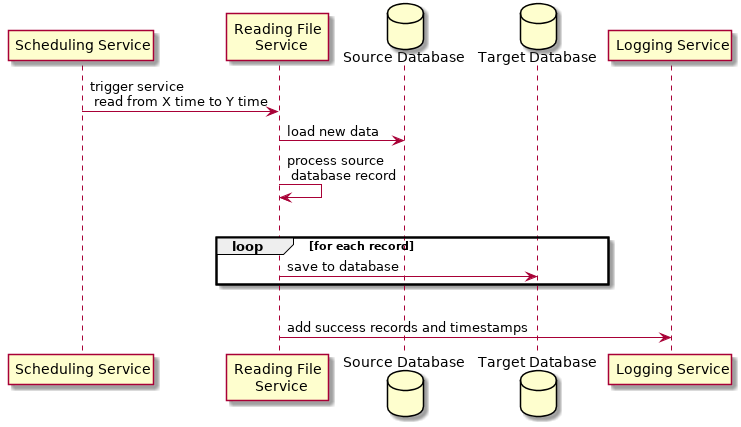 Scheduling Service
Reading File
Service
Source Database
Target Database
Logging Service
trigger service
read from X time to Y time
load new data
process source
database record
loop
[for each record]
save to database
add success records and timestamps
Scheduling Service
Reading File
Service
Source Database
Target Database
Logging Service